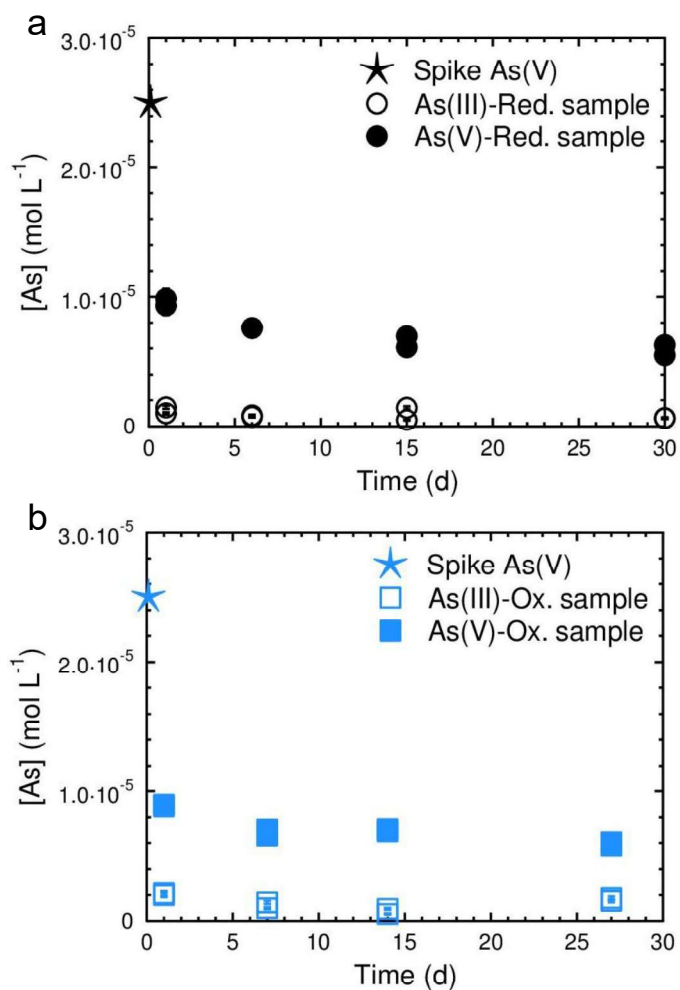 a
3.0·10⁻⁵
2.0·10⁻⁵
1.0·10⁻⁵
0
[As] (mol L⁻¹)
Spike As(V)
As(III)-Red. sample
As(V)-Red. sample
0 5 10 15 20 25 30
Time (d)
b
3.0·10⁻⁵
2.0·10⁻⁵
1.0·10⁻⁵
0
[As] (mol L⁻¹)
Spike As(V)
As(III)-Ox. sample
As(V)-Ox. sample
0 5 10 15 20 25 30
Time (d)